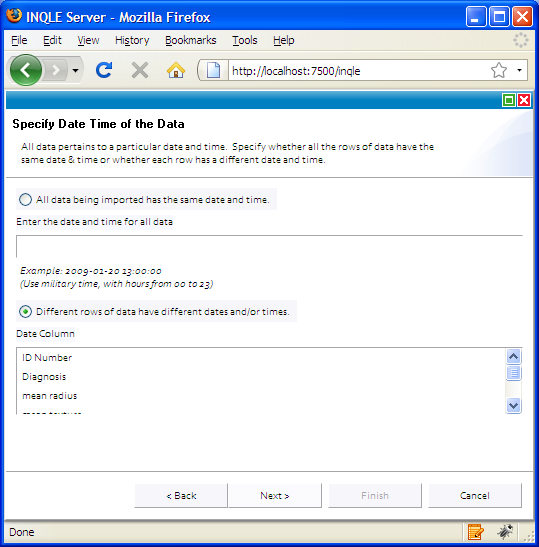 INQLE Server - Mozilla Firefox
File Edit View History Bookmarks Tools Help
http://localhost:7500/inqle
Specify Date Time of the Data
All data pertains to a particular date and time. Specify whether all the rows of data have the
same date & time or whether each row has a different date and time.
All data being imported has the same date and time.
Enter the date and time for all data
Example: 2009-01-20 13:00:00
(Use military time, with hours from 00 to 23)
Different rows of data have different dates and/or times.
Date Column
ID Number
Diagnosis
mean radius
mean texture
< Back Next > Finish Cancel
Done